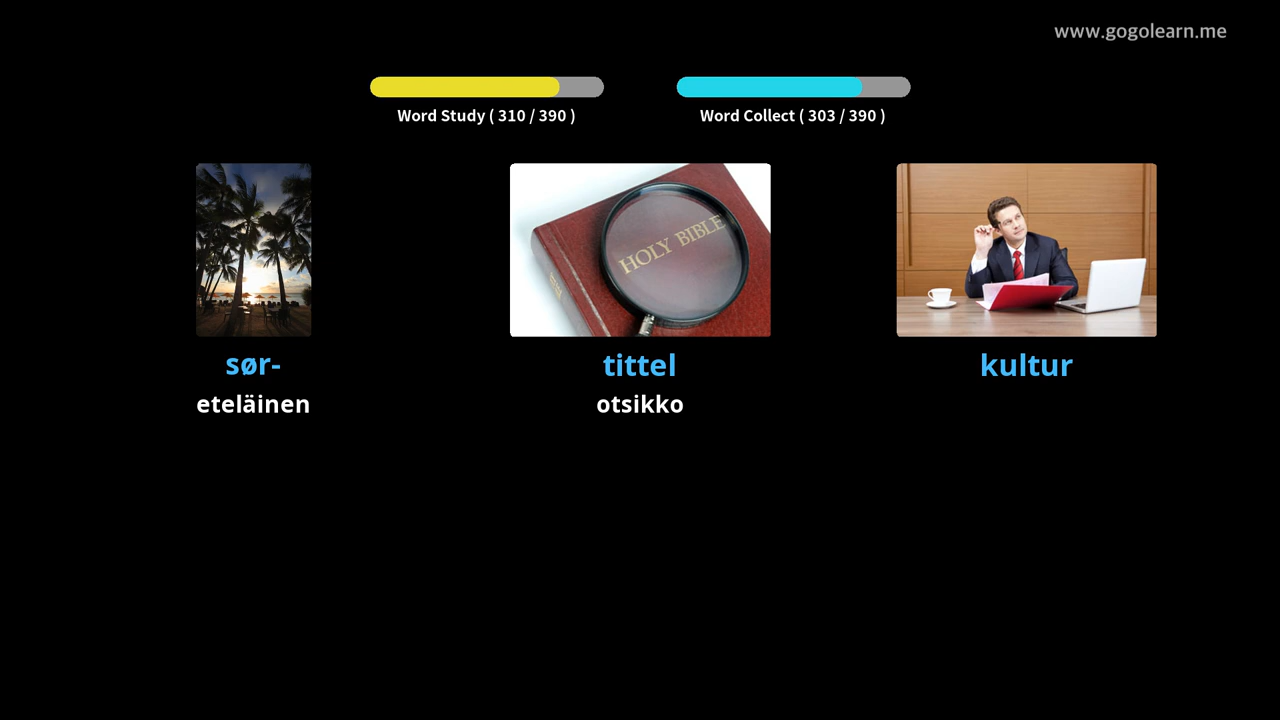 www.gogolearn.me
Word Study ( 310 / 390 )
Word Collect ( 303 / 390 )
HOLY BIBLE
sør-
tittel
kultur
eteläinen
otsikko